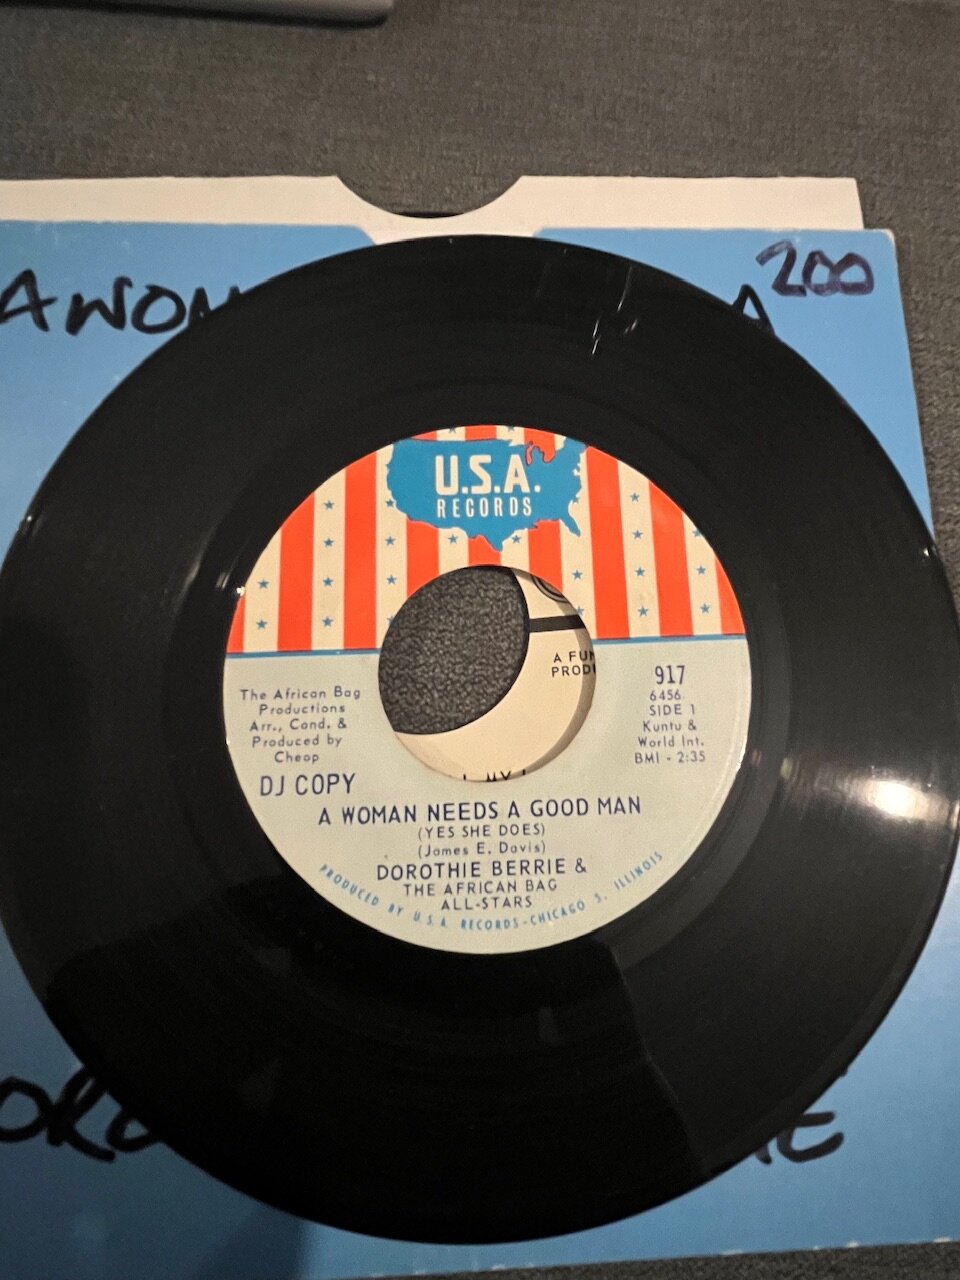 200
A WOM
U.S.A.
RECORDS
A FUN
PROD
917
6456
SIDE 1
Kuntu &
World Int.
BMI - 2:35
The African Bag
Productions
Arr., Cond. &
Produced by
Cheop
DJ COPY
A WOMAN NEEDS A GOOD MAN
(YES SHE DOES)
(James E. Davis)
DOROTHIE BERRIE &
THE AFRICAN BAG
ALL-STARS
PRODUCED BY U.S.A. RECORDS-CHICAGO 5, ILLINOIS